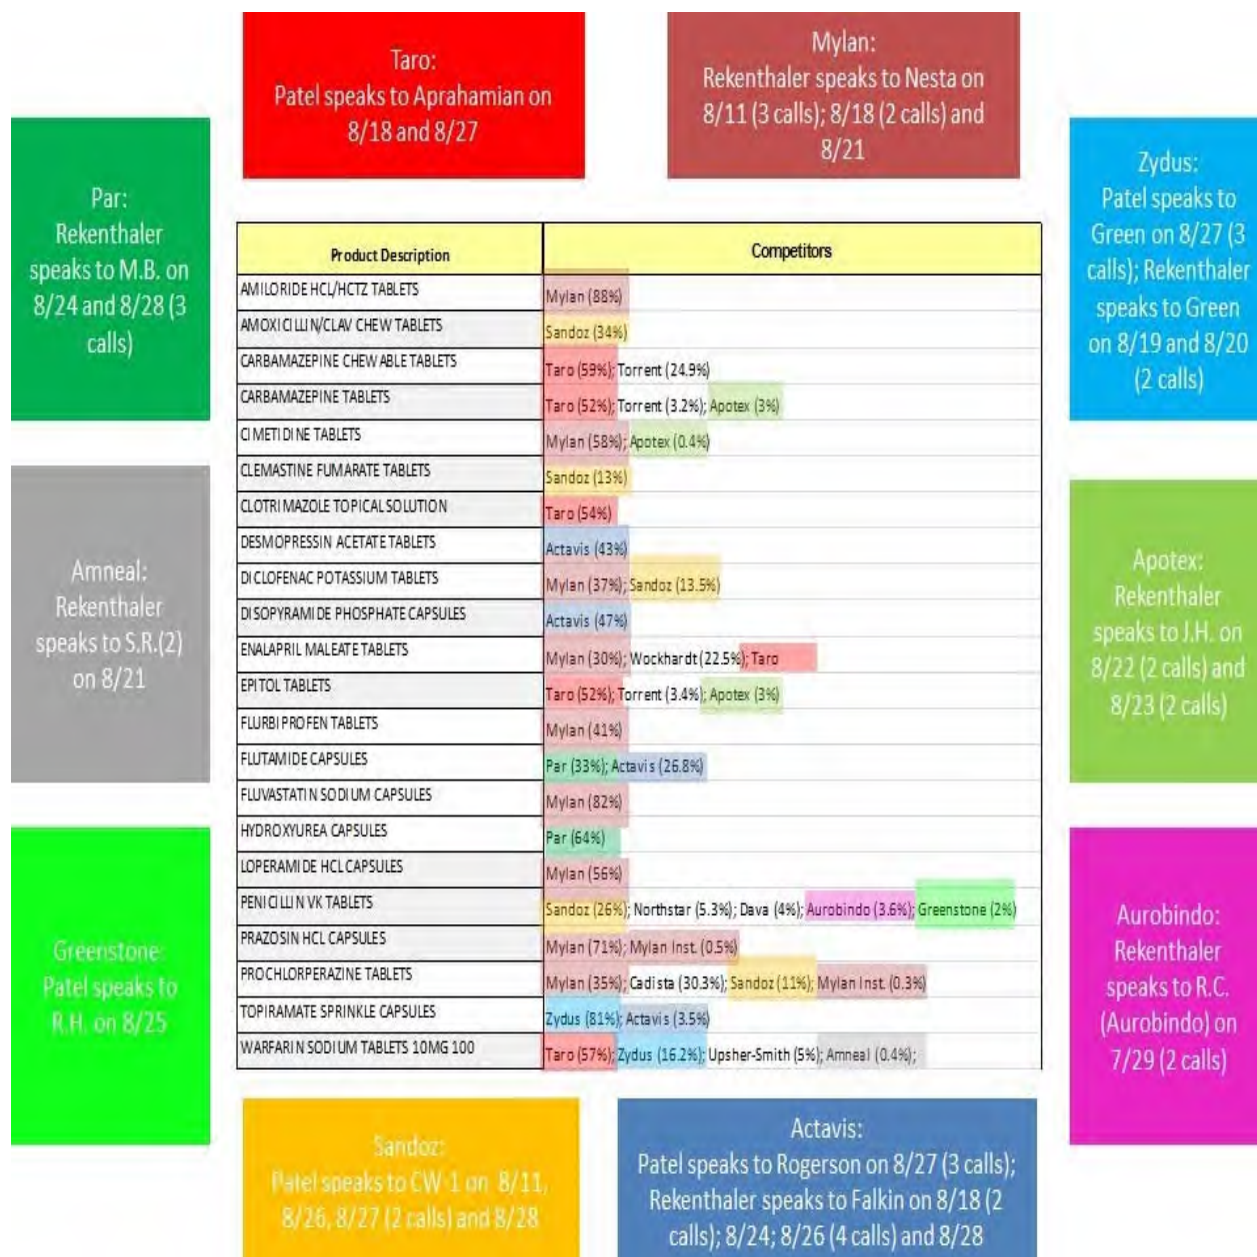 Taro:
Patel speaks to Aprahamian on
8/18 and 8/27
Mylan:
Rekenthaler speaks to Nesta on
8/11 (3 calls); 8/18 (2 calls) and
8/21
Par:
Rekenthaler
speaks to M.B. on
8/24 and 8/28 (3
calls)
Zydus:
Patel speaks to
Green on 8/27 (3
calls); Rekenthaler
speaks to Green
on 8/19 and 8/20
(2 calls)
Amneal:
Rekenthaler
speaks to S.R.(2)
on 8/21
Apotex:
Rekenthaler
speaks to J.H. on
8/22 (2 calls) and
8/23 (2 calls)
Greenstone:
Patel speaks to
R.H. on 8/25
Aurobindo:
Rekenthaler
speaks to R.C.
(Aurobindo) on
7/29 (2 calls)
Product Description Competitors
AMILORIDE HCL/HCTZ TABLETS Mylan (88%)
AMOXICILLIN/CLAV CHEW TABLETS Sandoz (34%)
CARBAMAZEPINE CHEWABLE TABLETS Taro (59%); Torrent (24.9%)
CARBAMAZEPINE TABLETS Taro (52%); Torrent (3.2%); Apotex (3%)
CIMETIDINE TABLETS Mylan (58%); Apotex (0.4%)
CLEMASTINE FUMARATE TABLETS Sandoz (13%)
CLOTRIMAZOLE TOPICAL SOLUTION Taro (54%)
DESMOPRESSIN ACETATE TABLETS Actavis (43%)
DICLOFENAC POTASSIUM TABLETS Mylan (37%); Sandoz (13.5%)
DISOPYRAMIDE PHOSPHATE CAPSULES Actavis (47%)
ENALAPRIL MALEATE TABLETS Mylan (30%); Wockhardt (22.5%); Taro
EPITOL TABLETS Taro (52%); Torrent (3.4%); Apotex (3%)
FLURBIPROFEN TABLETS Mylan (41%)
FLUTAMIDE CAPSULES Par (33%); Actavis (26.8%)
FLUVASTATIN SODIUM CAPSULES Mylan (82%)
HYDROXYUREA CAPSULES Par (64%)
LOPERAMIDE HCL CAPSULES Mylan (56%)
PENICILLIN VK TABLETS Sandoz (26%); Northstar (5.3%); Dava (4%); Aurobindo (3.6%); Greenstone (2%)
PRAZOSIN HCL CAPSULES Mylan (71%); Mylan Inst. (0.5%)
PROCHLORPERAZINE TABLETS Mylan (35%); Cadista (30.3%); Sandoz (11%); Mylan Inst. (0.3%)
TOPIRAMATE SPRINKLE CAPSULES Zydus (81%); Actavis (3.5%)
WARFARIN SODIUM TABLETS 10MG 100 Taro (57%); Zydus (16.2%); Upsher-Smith (5%); Amneal (0.4%);
Sandoz:
Patel speaks to CW-1 on 8/11,
8/26, 8/27 (2 calls) and 8/28
Actavis:
Patel speaks to Rogerson on 8/27 (3 calls);
Rekenthaler speaks to Falkin on 8/18 (2
calls); 8/24; 8/26 (4 calls) and 8/28